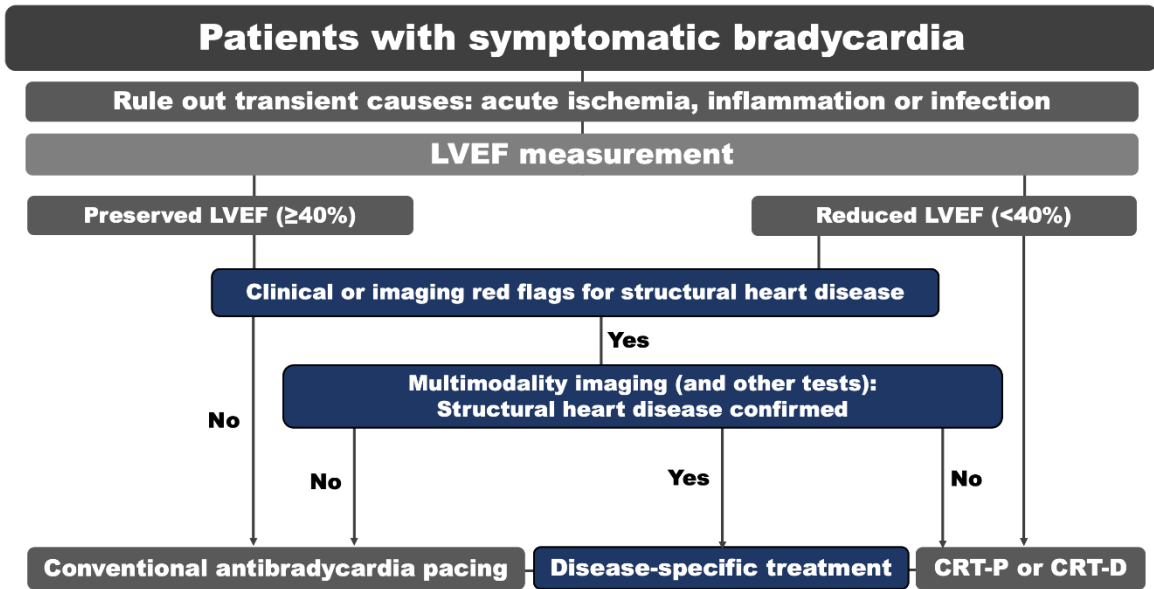 Patients with symptomatic bradycardia
Rule out transient causes: acute ischemia, inflammation or infection
LVEF measurement
Preserved LVEF (≥40%)
Reduced LVEF (<40%)
Clinical or imaging red flags for structural heart disease
Yes
Multimodality imaging (and other tests):
Structural heart disease confirmed
No
No
Yes
No
Conventional antibradycardia pacing
Disease-specific treatment
CRT-P or CRT-D